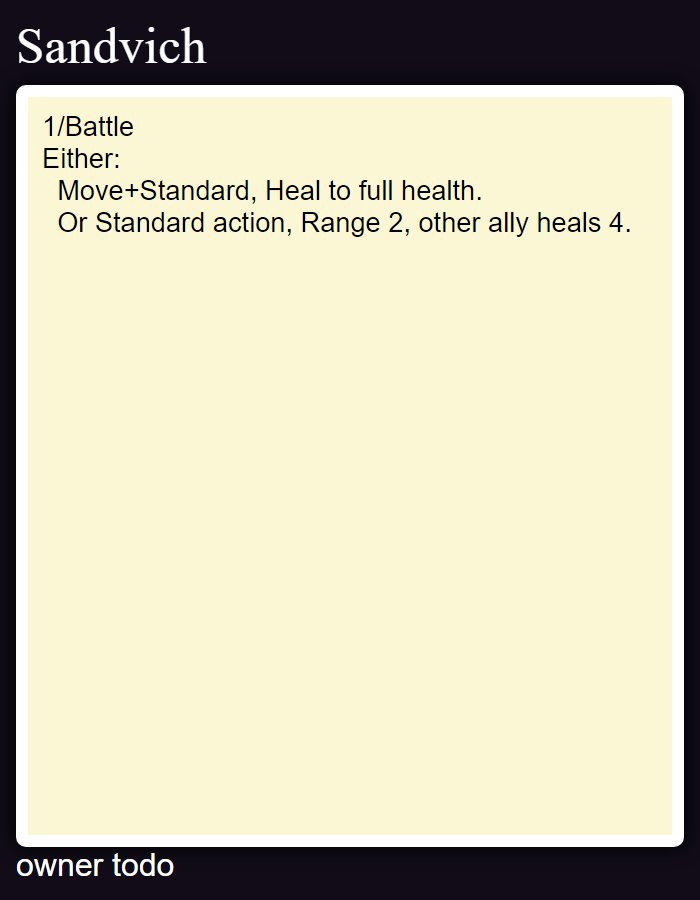 Sandvich
1/Battle
Either:
  Move+Standard, Heal to full health.
  Or Standard action, Range 2, other ally heals 4.
owner todo